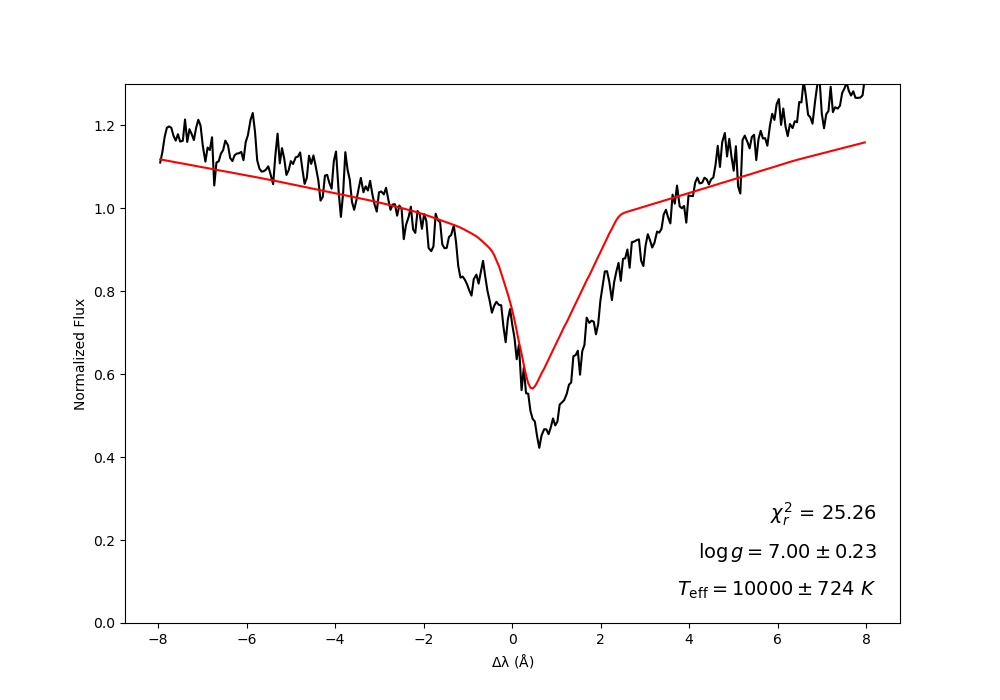 1.2
1.0
0.8
0.6
0.4
0.2
0.0
Normalized Flux
χ²ᵣ = 25.26
log g = 7.00 ± 0.23
T_eff = 10000 ± 724 K
−8 −6 −4 −2 0 2 4 6 8
Δλ (Å)